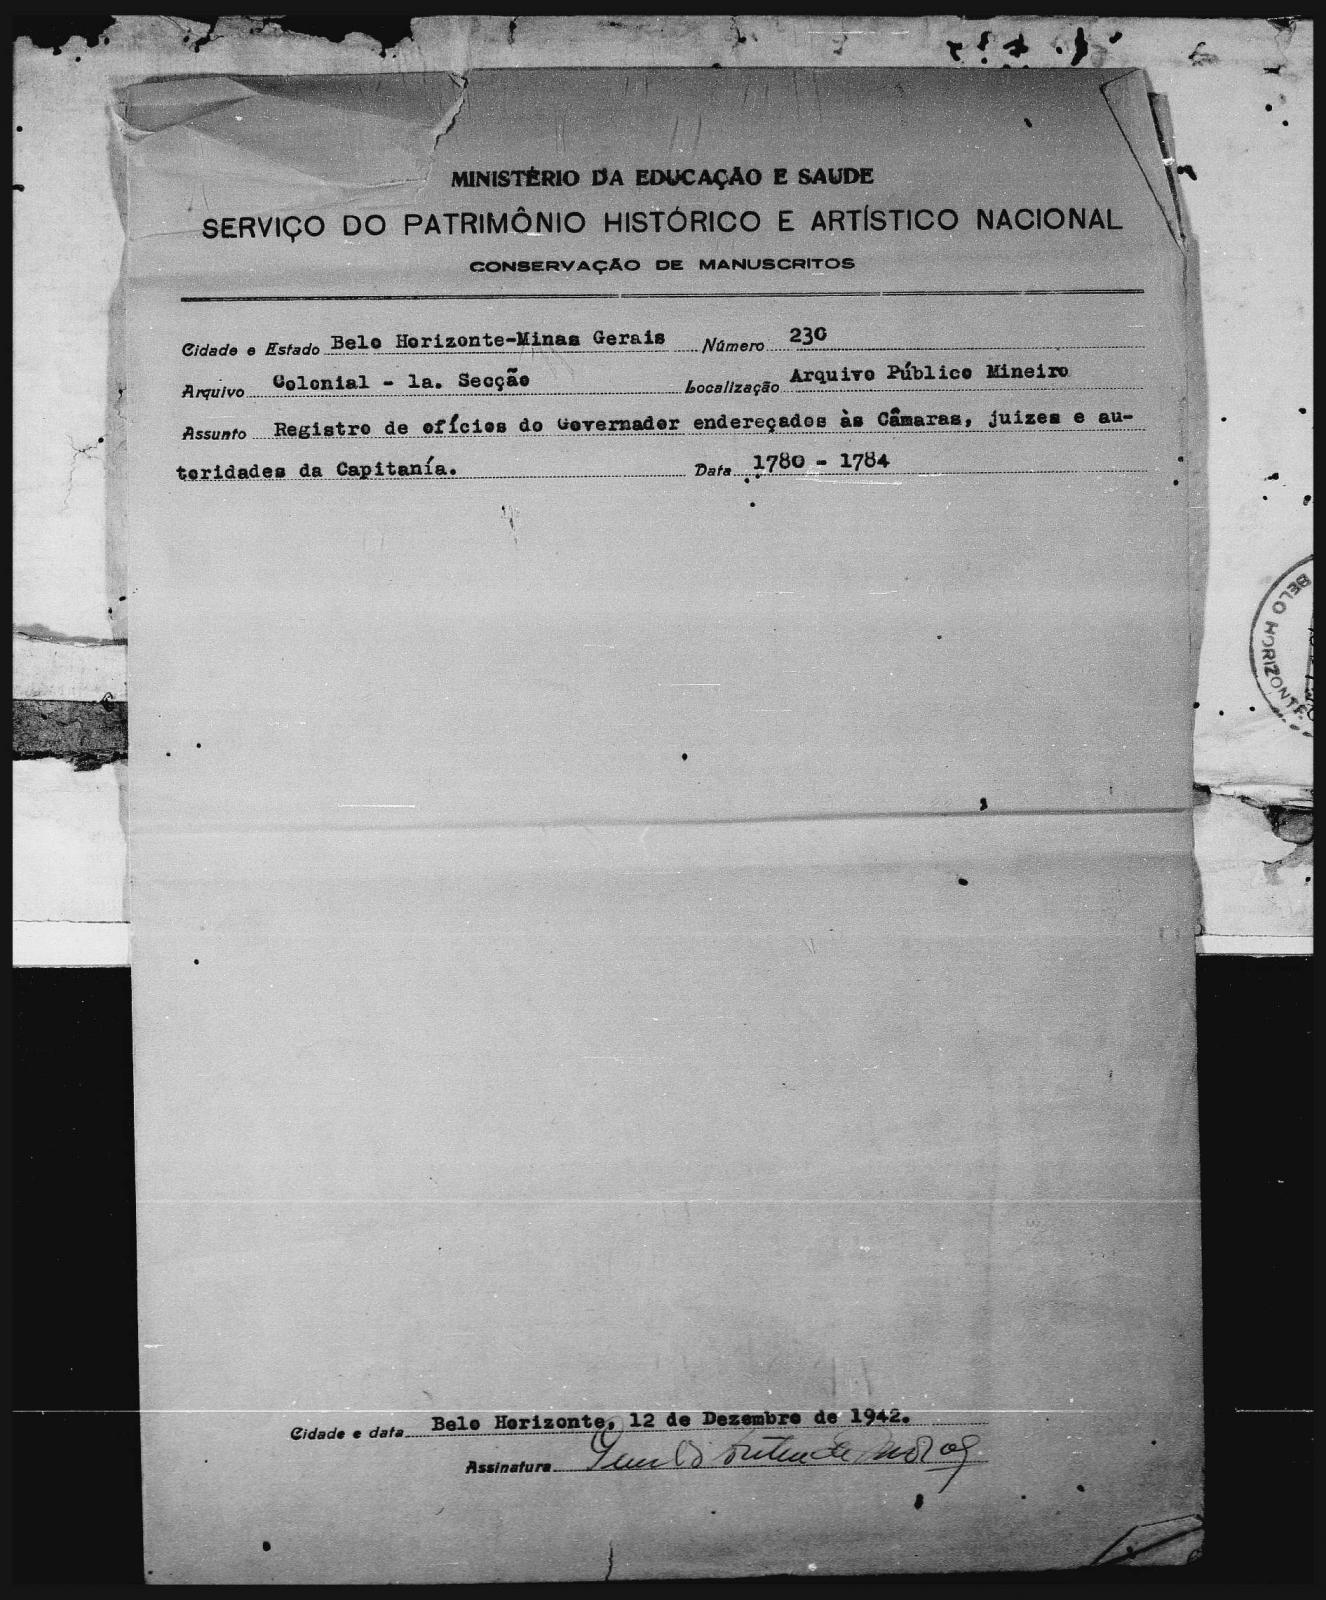 MINISTÉRIO DA EDUCAÇÃO E SAUDE
SERVIÇO DO PATRIMÔNIO HISTÓRICO E ARTÍSTICO NACIONAL
CONSERVAÇÃO DE MANUSCRITOS
Cidade e Estado Belo Horizonte-Minas Gerais Número 230
Arquivo Colonial - 1a. Secção Localização Arquivo Público Mineiro
Assunto Registro de ofícios do Governador endereçados às Câmaras, juizes e au-
toridades da Capitanía. Data 1780 - 1784
BELO HORIZONTE
Cidade e data Belo Horizonte, 12 de Dezembro de 1942.
Assinatura